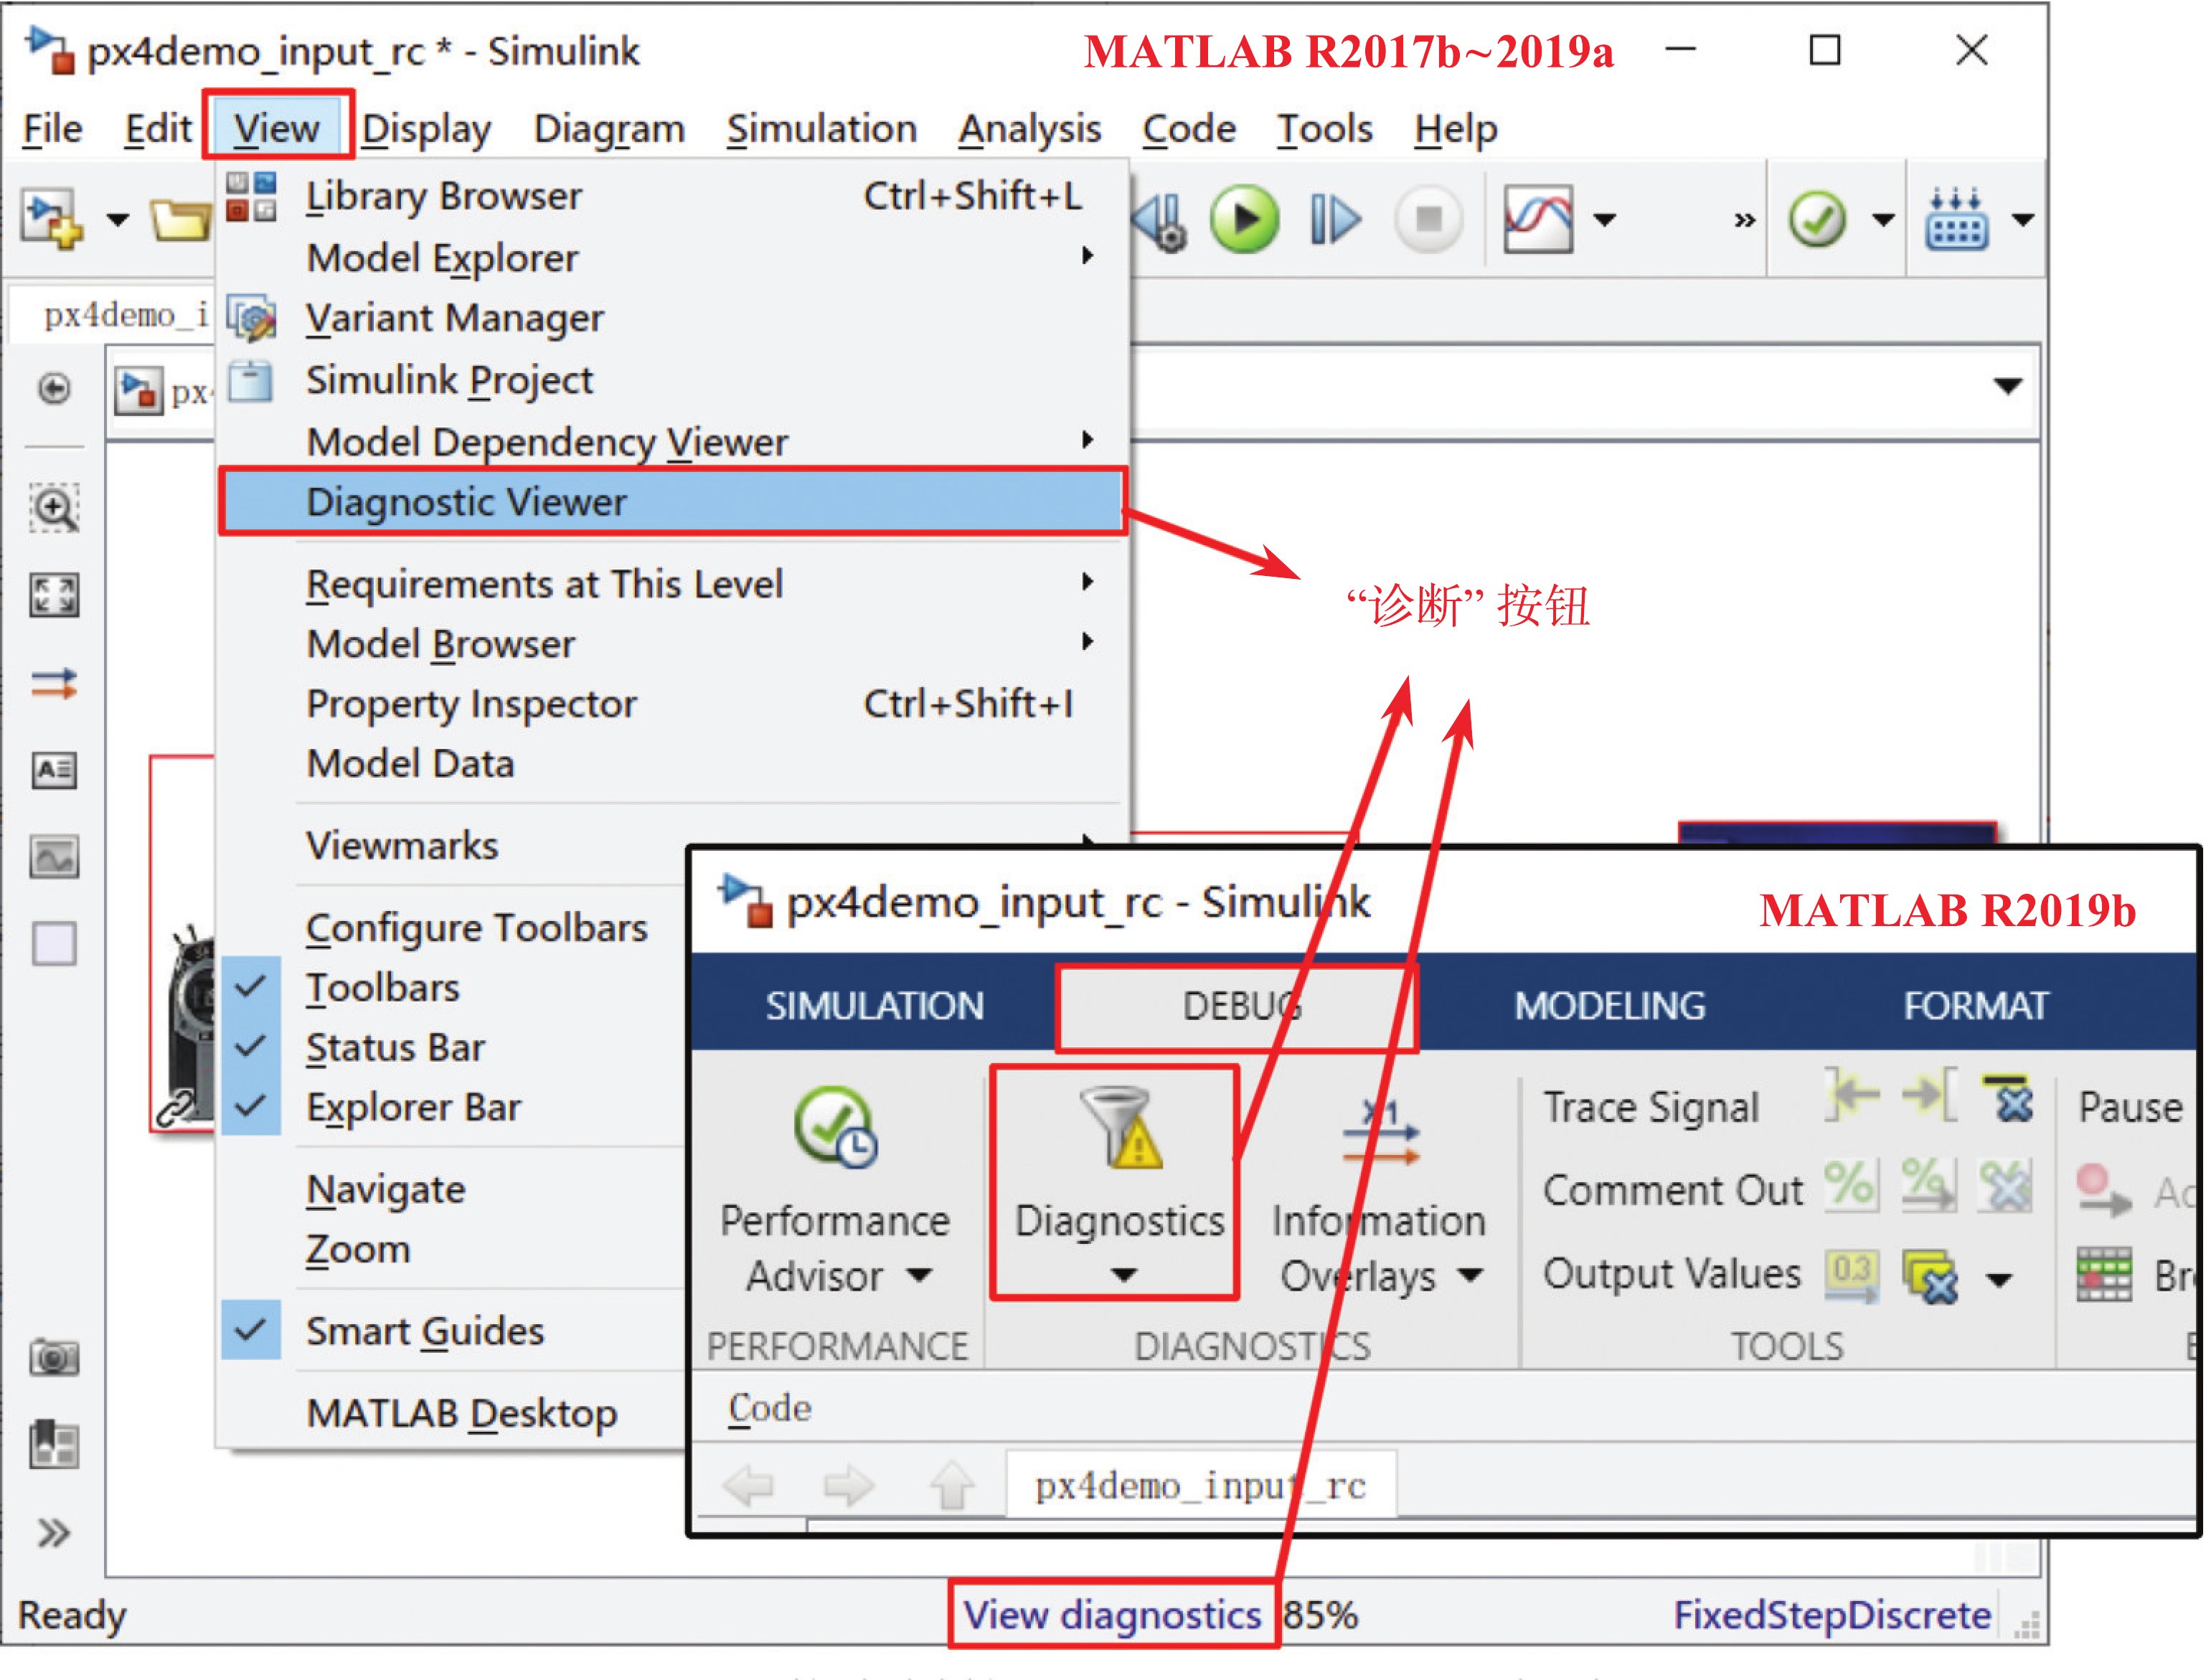 px4demo_input_rc * - Simulink
MATLAB R2017b~2019a
File Edit View Display Diagram Simulation Analysis Code Tools Help
Library Browser Ctrl+Shift+L
Model Explorer
px4demo_i
Variant Manager
px
Simulink Project
Model Dependency Viewer
Diagnostic Viewer
“诊断” 按钮
Requirements at This Level
Model Browser
Property Inspector Ctrl+Shift+I
Model Data
Viewmarks
Configure Toolbars
Toolbars
Status Bar
Explorer Bar
Navigate
Zoom
Smart Guides
MATLAB Desktop
px4demo_input_rc - Simulink
MATLAB R2019b
SIMULATION DEBUG MODELING FORMAT
Performance
Advisor
Diagnostics
Information
Overlays
Trace Signal
Comment Out
Output Values
Pause
Br
PERFORMANCE DIAGNOSTICS TOOLS
Code
px4demo_input_rc
Ready View diagnostics 85% FixedStepDiscrete